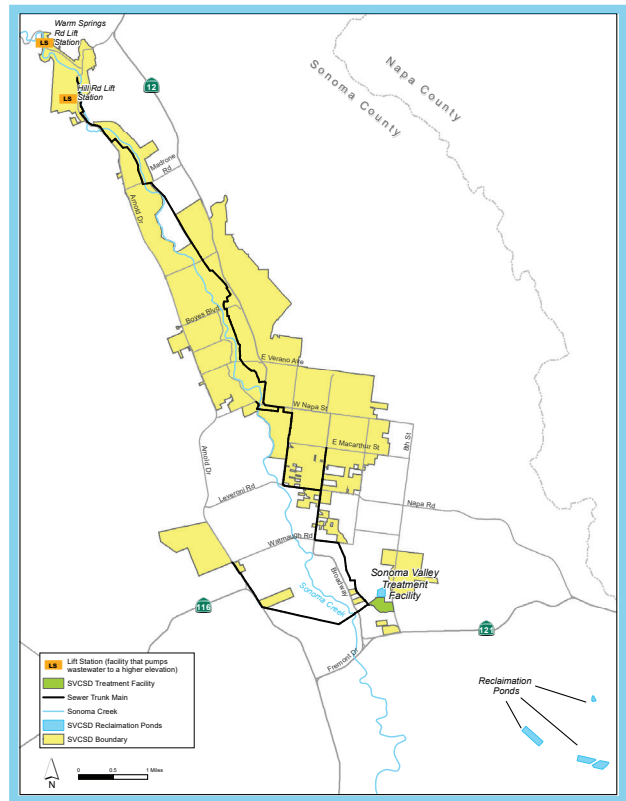 Warm Springs
Rd Lift
Station
LS
Hill Rd Lift
Station
LS
12
Napa County
Sonoma County
Madrone
Rd
Arnold Dr
Boyes Blvd
E Verano Ave
W Napa St
E Macarthur St
8th St
Arnold Dr
Leveroni Rd
Napa Rd
Watmaugh Rd
Broadway
Sonoma Valley
Treatment
Facility
Sonoma Creek
116
121
Fremont Dr
Reclaimation
Ponds
LS
Lift Station (facility that pumps
wastewater to a higher elevation)
SVCSD Treatment Facility
Sewer Trunk Main
Sonoma Creek
SVCSD Reclaimation Ponds
SVCSD Boundary
N
0 0.5 1 Miles